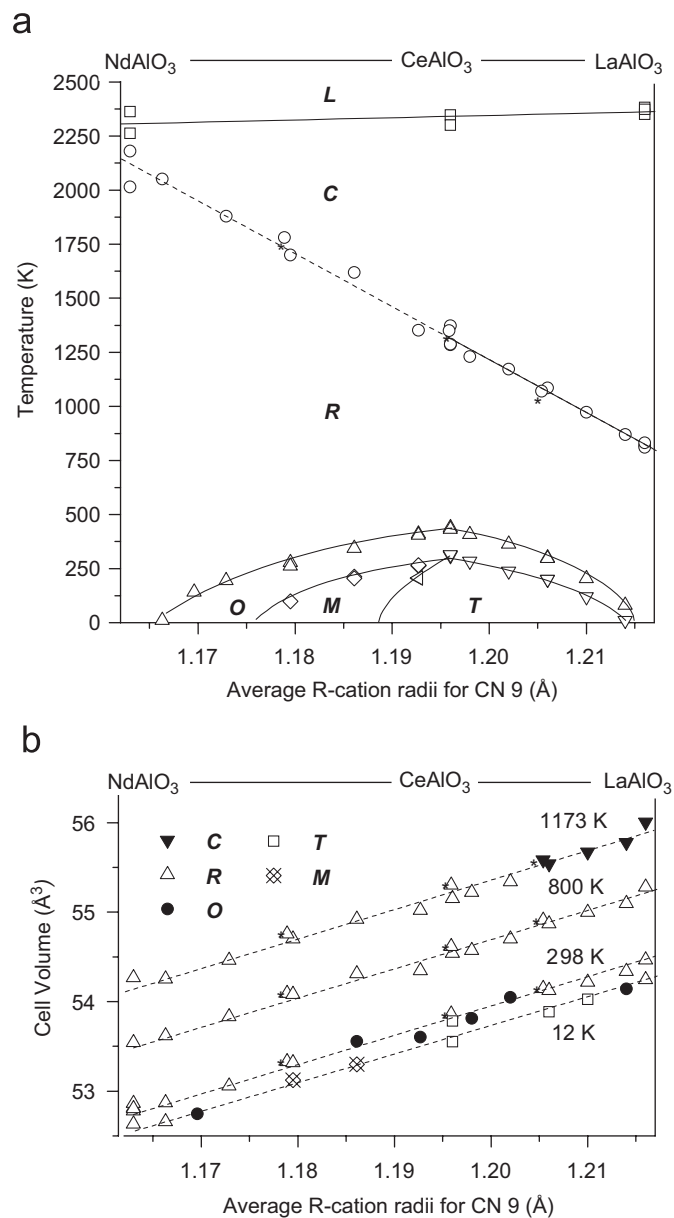 a
NdAlO₃ CeAlO₃ LaAlO₃
2500
2250
2000
1750
1500
1250
1000
750
500
250
0
Temperature (K)
L
C
R
O M T
1.17 1.18 1.19 1.20 1.21
Average R-cation radii for CN 9 (Å)
b
NdAlO₃ CeAlO₃ LaAlO₃
56
55
54
53
Cell Volume (Å³)
C T
R M
O
1173 K
800 K
298 K
12 K
1.17 1.18 1.19 1.20 1.21
Average R-cation radii for CN 9 (Å)